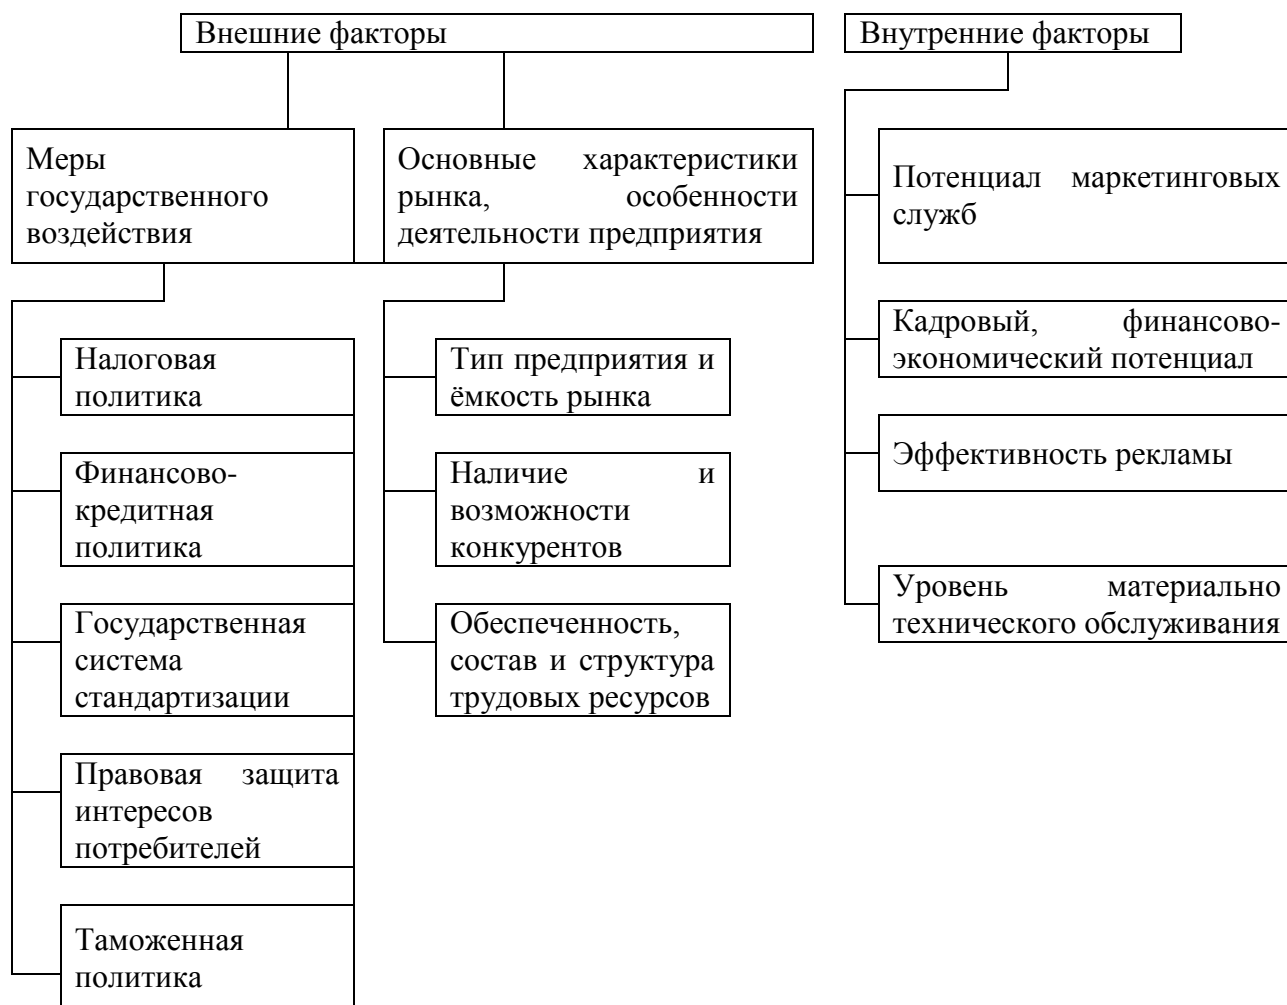 Внешние факторы
Внутренние факторы
Меры
государственного
воздействия
Основные характеристики
рынка, особенности
деятельности предприятия
Потенциал маркетинговых
служб
Налоговая
политика
Финансово-
кредитная
политика
Государственная
система
стандартизации
Правовая защита
интересов
потребителей
Таможенная
политика
Тип предприятия и
ёмкость рынка
Наличие и
возможности
конкурентов
Обеспеченность,
состав и структура
трудовых ресурсов
Кадровый, финансово-
экономический потенциал
Эффективность рекламы
Уровень материально
технического обслуживания